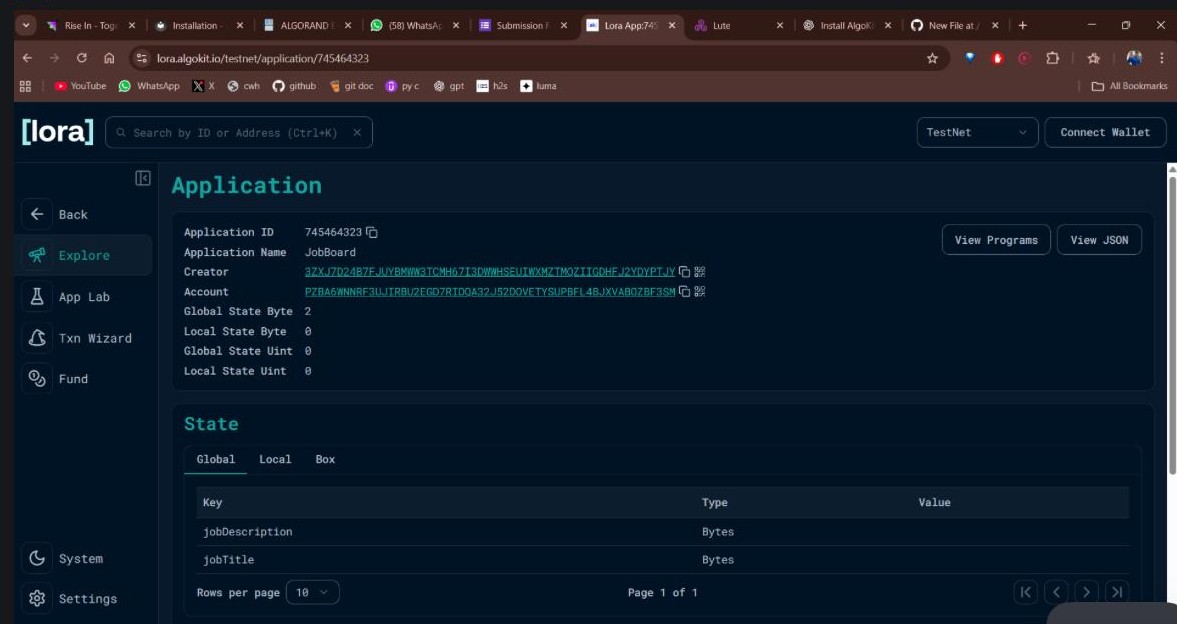 Rise In - Tog
Installation -
ALGORAND
(58) WhatsA
Submission F
Lora App:745
Lute
Install AlgoKi
New File at /
lora.algokit.io/testnet/application/745464323
YouTube
WhatsApp
X
cwh
github
git doc
py c
gpt
h2s
luma
All Bookmarks
[lora]
Search by ID or Address (Ctrl+K)
TestNet
Connect Wallet
Back
Explore
App Lab
Txn Wizard
Fund
System
Settings
Application
Application ID 745464323
Application Name JobBoard
Creator
Account
Global State Byte 2
Local State Byte 0
Global State Uint 0
Local State Uint 0
View Programs
View JSON
State
Global Local Box
Key Type Value
jobDescription Bytes
jobTitle Bytes
Rows per page 10
Page 1 of 1